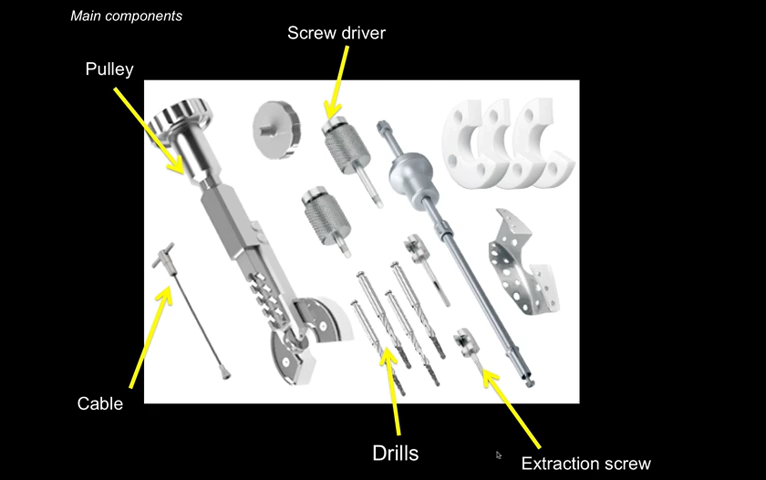 Main components
Screw driver
Pulley
Cable
Drills
Extraction screw